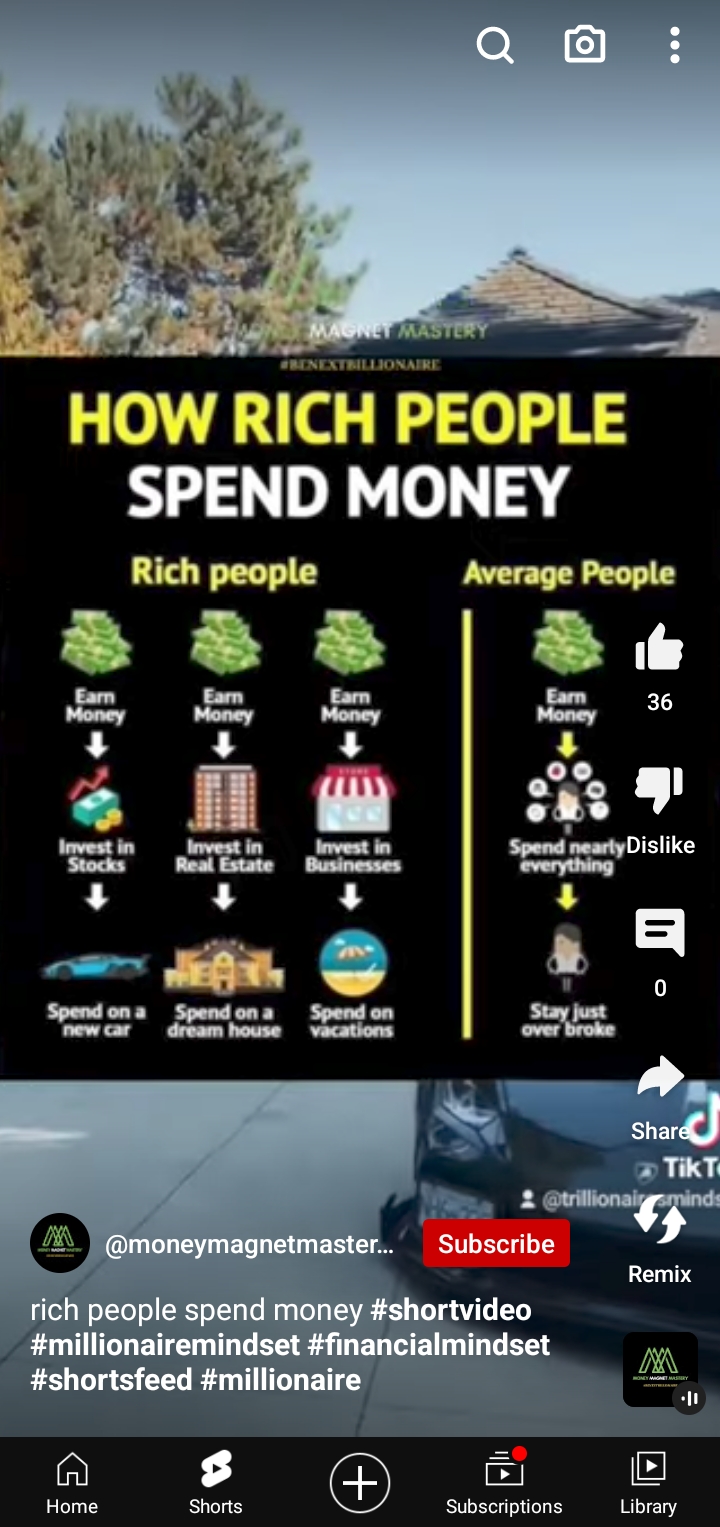 MAGNET MASTERY
#BENEXTBILLIONAIRE
HOW RICH PEOPLE
SPEND MONEY
Rich people
Average People
Earn
Money
Earn
Money
Earn
Money
Earn
Money
Invest in
Stocks
Invest in
Real Estate
STORE
Invest in
Businesses
Spend nearly
everything
Spend on a
new car
Spend on a
dream house
Spend on
vacations
Stay just
over broke
36
Dislike
0
Share
TikT
Remix
@moneymagnetmaster...
Subscribe
rich people spend money #shortvideo
#millionairemindset #financialmindset
#shortsfeed #millionaire
MONEY MAGNET MASTERY
Home
Shorts
Subscriptions
Library